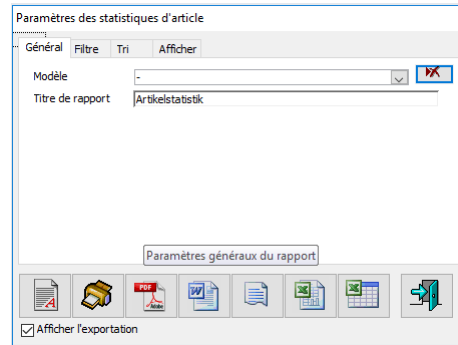 Paramètres des statistiques d'article
Général Filtre Tri Afficher
Modèle -
Titre de rapport Artikelstatistik
Paramètres généraux du rapport
PDF Adobe W X X
Afficher l'exportation